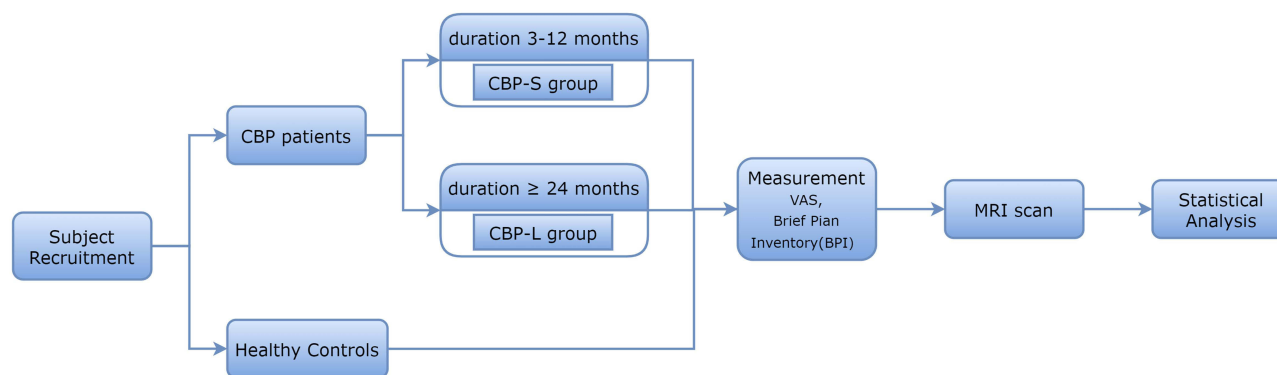 Subject
Recruitment
CBP patients
Healthy Controls
duration 3-12 months
CBP-S group
duration ≥ 24 months
CBP-L group
Measurement
VAS,
Brief Pian
Inventory(BPI)
MRI scan
Statistical
Analysis